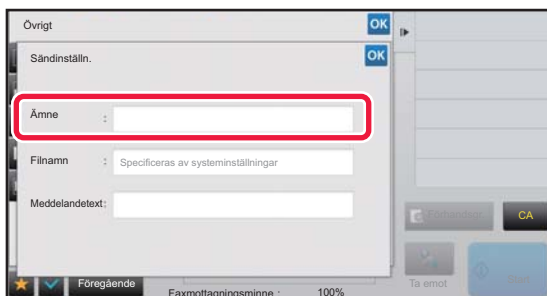 Övrigt
OK
Sändinställn.
OK
Ämne :
Filnamn : Specificeras av systeminställningar
Meddelandetext:
CA
Föregående
Faxmottagningsminne : 100%
Ta emot